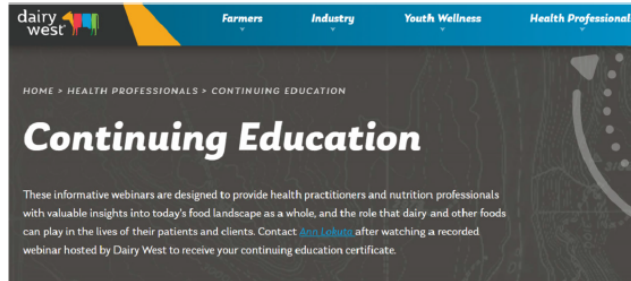 dairy
west
Farmers
Industry
Youth Wellness
Health Professionals
HOME > HEALTH PROFESSIONALS > CONTINUING EDUCATION
Continuing Education
These informative webinars are designed to provide health practitioners and nutrition professionals
with valuable insights into today's food landscape as a whole, and the role that dairy and other foods
can play in the lives of their patients and clients. Contact Ann Lokuta after watching a recorded
webinar hosted by Dairy West to receive your continuing education certificate.